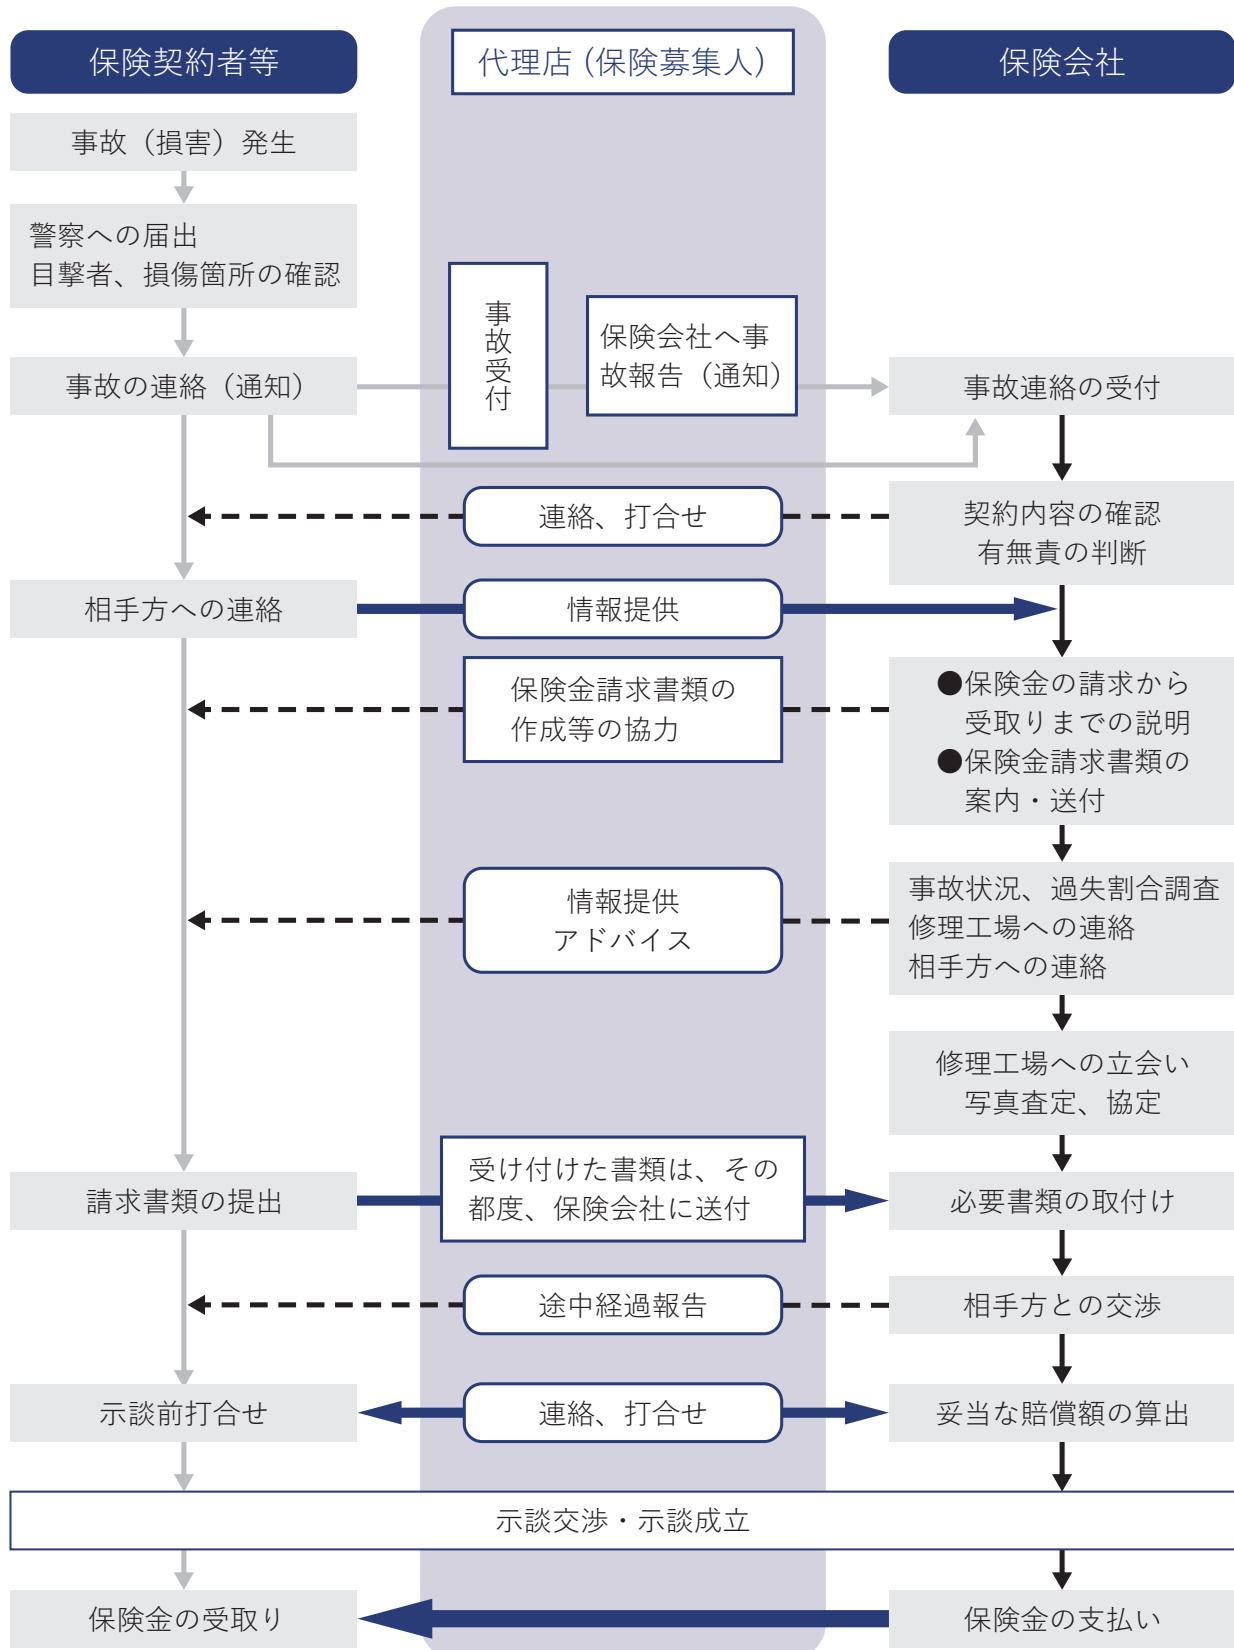 保険契約者等
代理店（保険募集人）
保険会社
事故（損害）発生
警察への届出
目撃者、損傷箇所の確認
事故受付
保険会社へ事
故報告（通知）
事故の連絡（通知）
事故連絡の受付
連絡、打合せ
契約内容の確認
有無責の判断
相手方への連絡
情報提供
保険金請求書類の
作成等の協力
●保険金の請求から
受取りまでの説明
●保険金請求書類の
案内・送付
情報提供
アドバイス
事故状況、過失割合調査
修理工場への連絡
相手方への連絡
修理工場への立会い
写真査定、協定
請求書類の提出
受け付けた書類は、その
都度、保険会社に送付
必要書類の取付け
途中経過報告
相手方との交渉
示談前打合せ
連絡、打合せ
妥当な賠償額の算出
示談交渉・示談成立
保険金の受取り
保険金の支払い